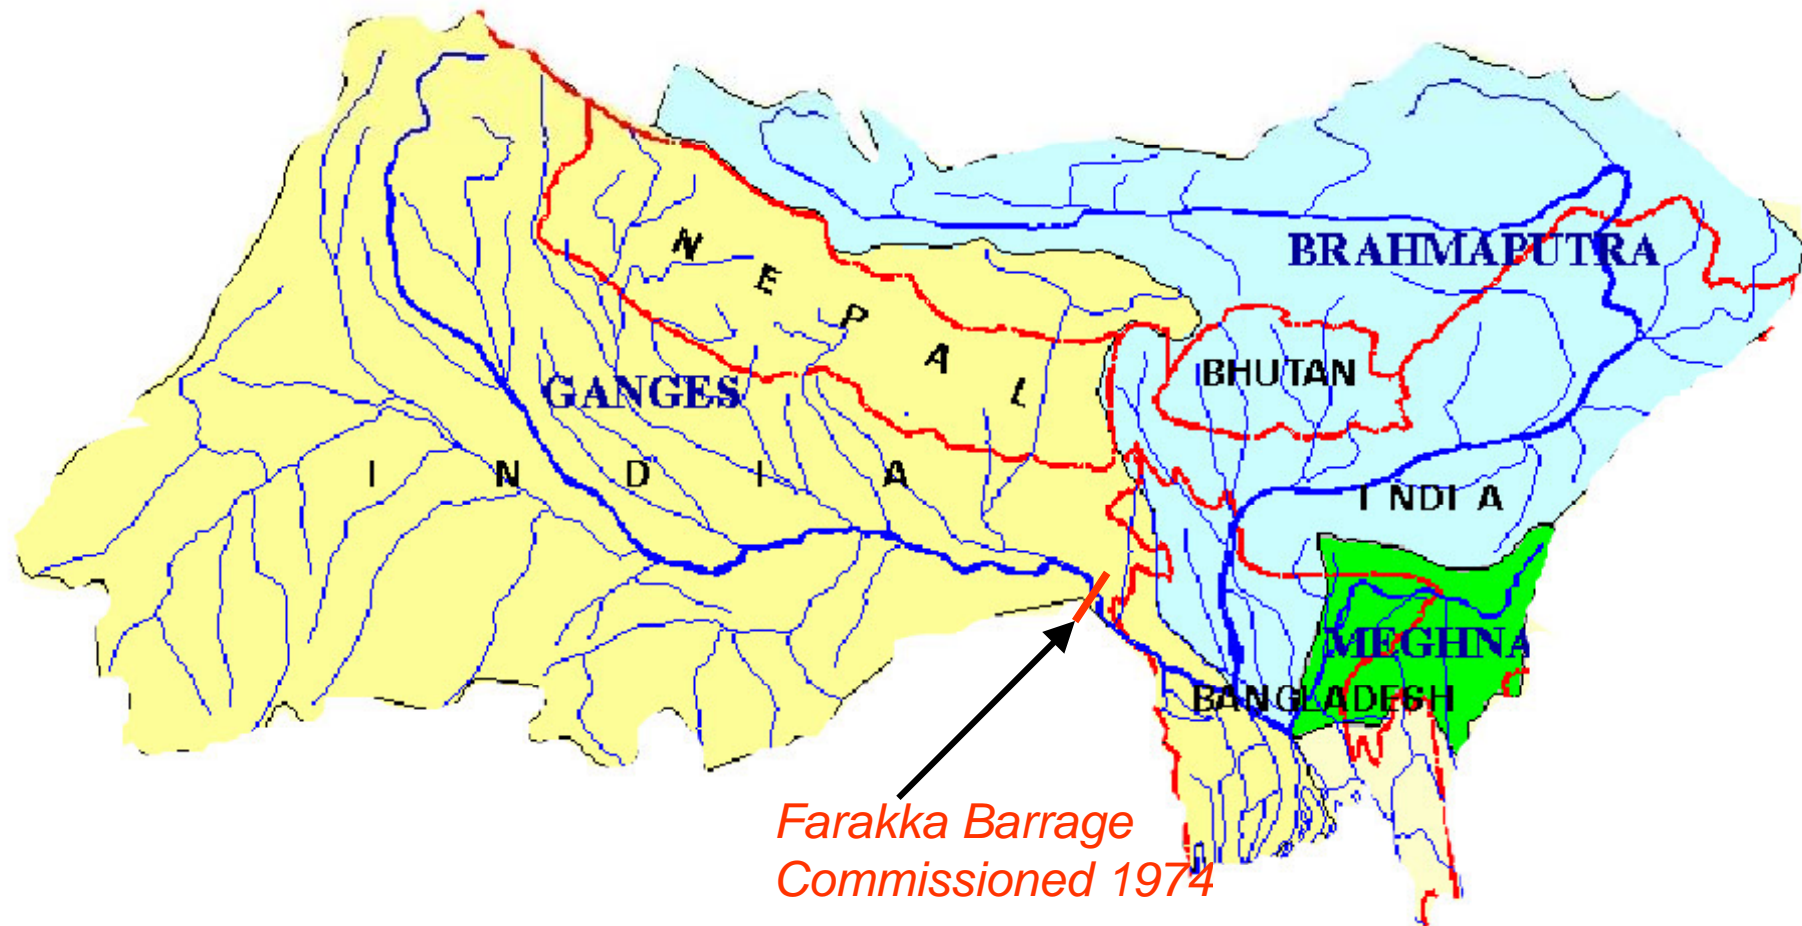 BRAHMAPUTRA
NEPAL
BHUTAN
GANGES
INDIA
INDIA
MEGHNA
BANGLADESH
Farakka Barrage
Commissioned 1974